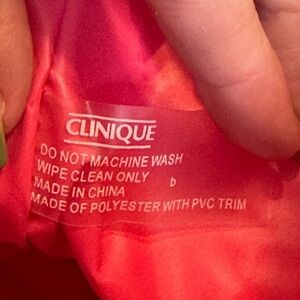 CLINIQUE
DO NOT MACHINE WASH
WIPE CLEAN ONLY b
MADE IN CHINA
MADE OF POLYESTER WITH PVC TRIM